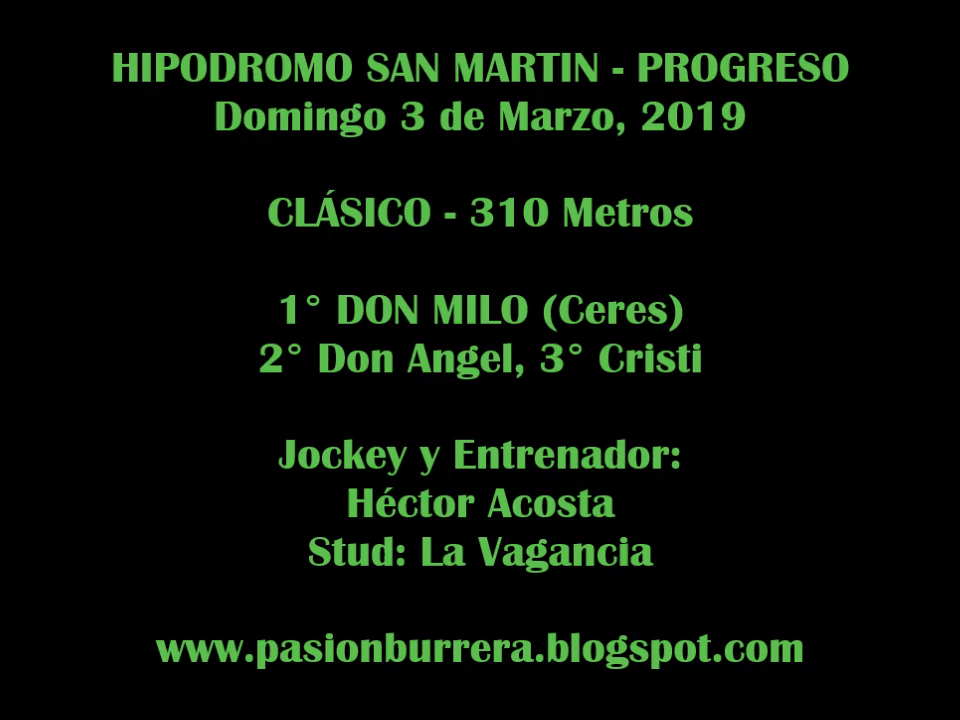 HIPODROMO SAN MARTIN - PROGRESO
Domingo 3 de Marzo, 2019
CLÁSICO - 310 Metros
1° DON MILO (Ceres)
2° Don Angel, 3° Cristi
Jockey y Entrenador:
Héctor Acosta
Stud: La Vagancia
www.pasionburrera.blogspot.com